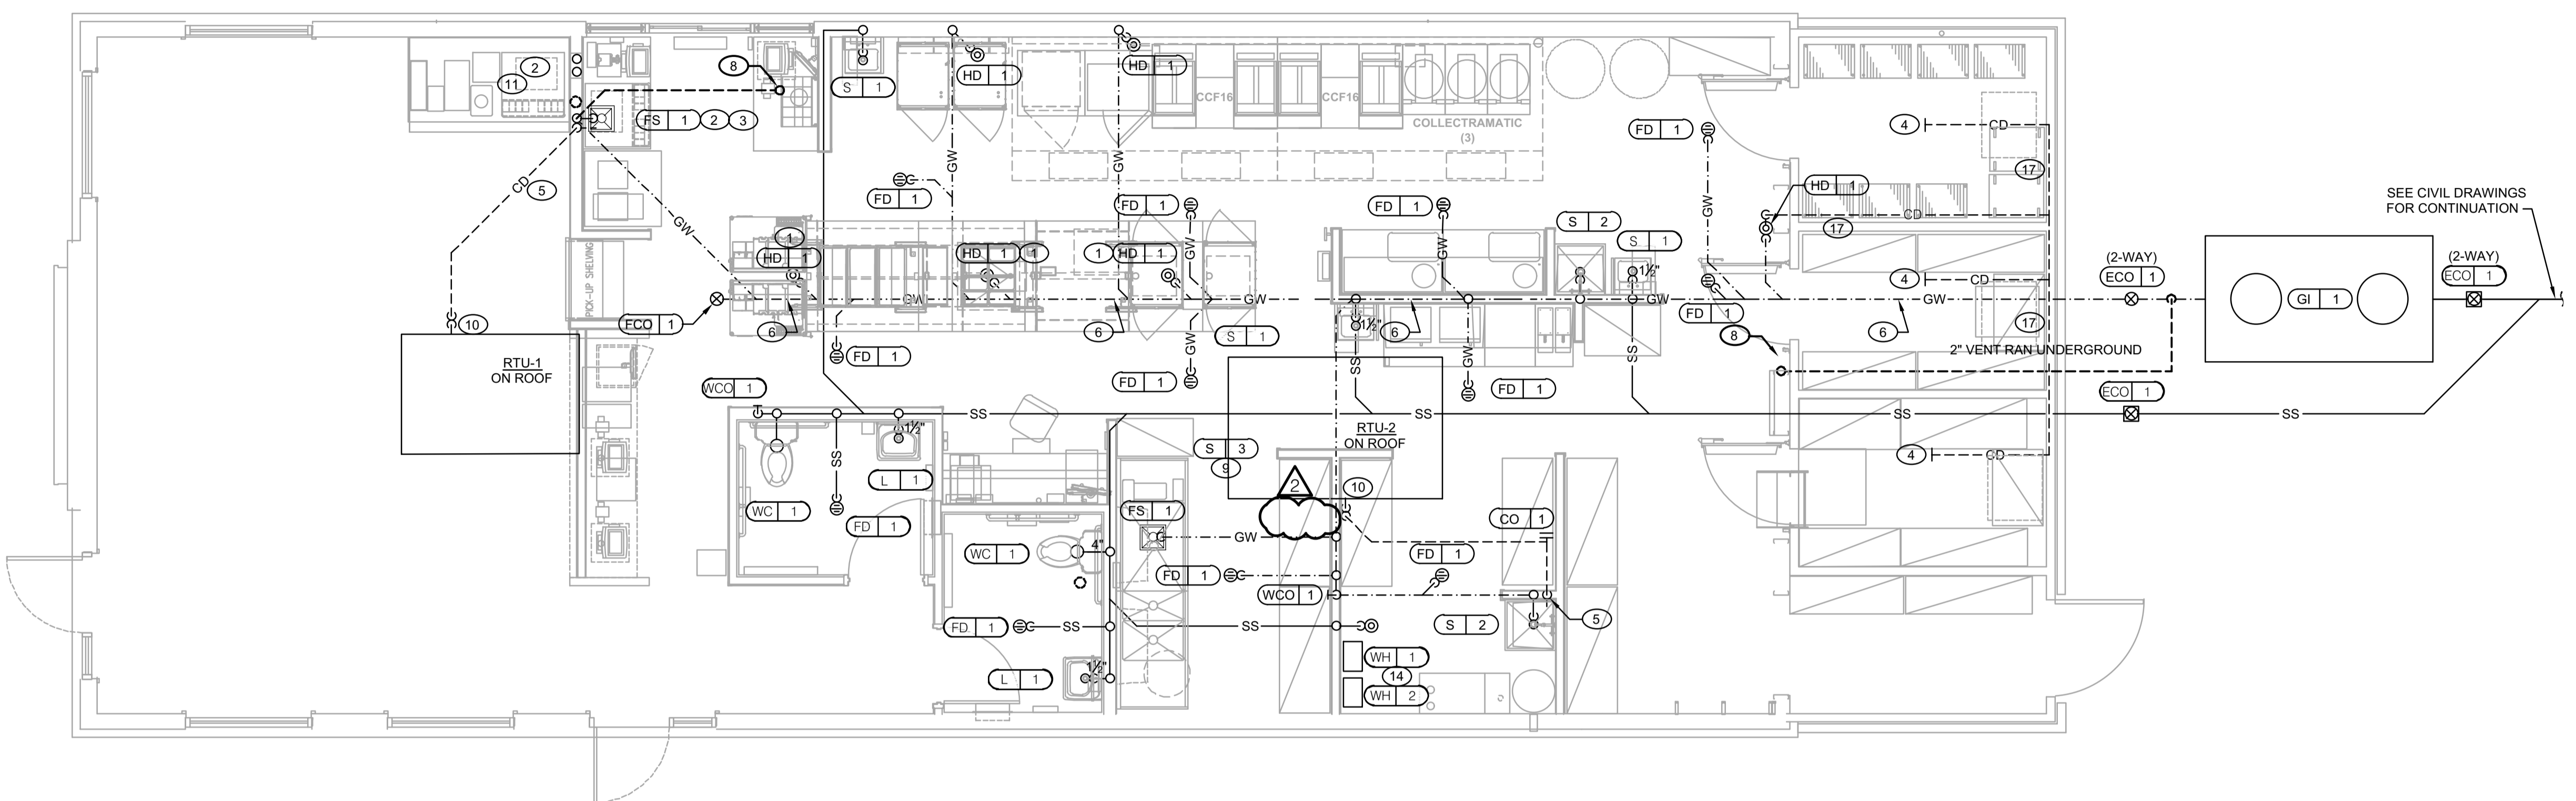 2
11
8
FS 1 2 3
S 1
HD 1
HD 1
CCF16
CCF16
COLLECTRAMATIC
(3)
FD 1
4
CD
17
CD
5
GW
GW
GW
FD 1
FD 1
GW
FD 1
GW
S 2
S 1
1½"
GW
HD 1
CD
17
SEE CIVIL DRAWINGS
FOR CONTINUATION
GW
PICK-UP SHELVING
1
HD 1
HD 1 1
1 HD 1
GW
GW
GW
4
CD
GW
(2-WAY)
ECO 1
(2-WAY)
ECO 1
GI 1
FCO 1
6
6
1½"
6
FD 1
6
17
10
RTU-1
ON ROOF
FD 1
GW
S 1
SS
GW
SS
8
2" VENT RAN UNDERGROUND
WCO 1
FD 1
FD 1
ECO 1
SS
SS
SS
SS
1½"
SS
RTU-2
ON ROOF
S 3
9
4
CD
L 1
WC 1
FD 1
2
10
FS 1
CO 1
WC 1
4"
GW
FD 1
FD 1
WCO 1
FD 1
SS
SS
S 2
5
WH 1
14
WH 2
L 1
1½"